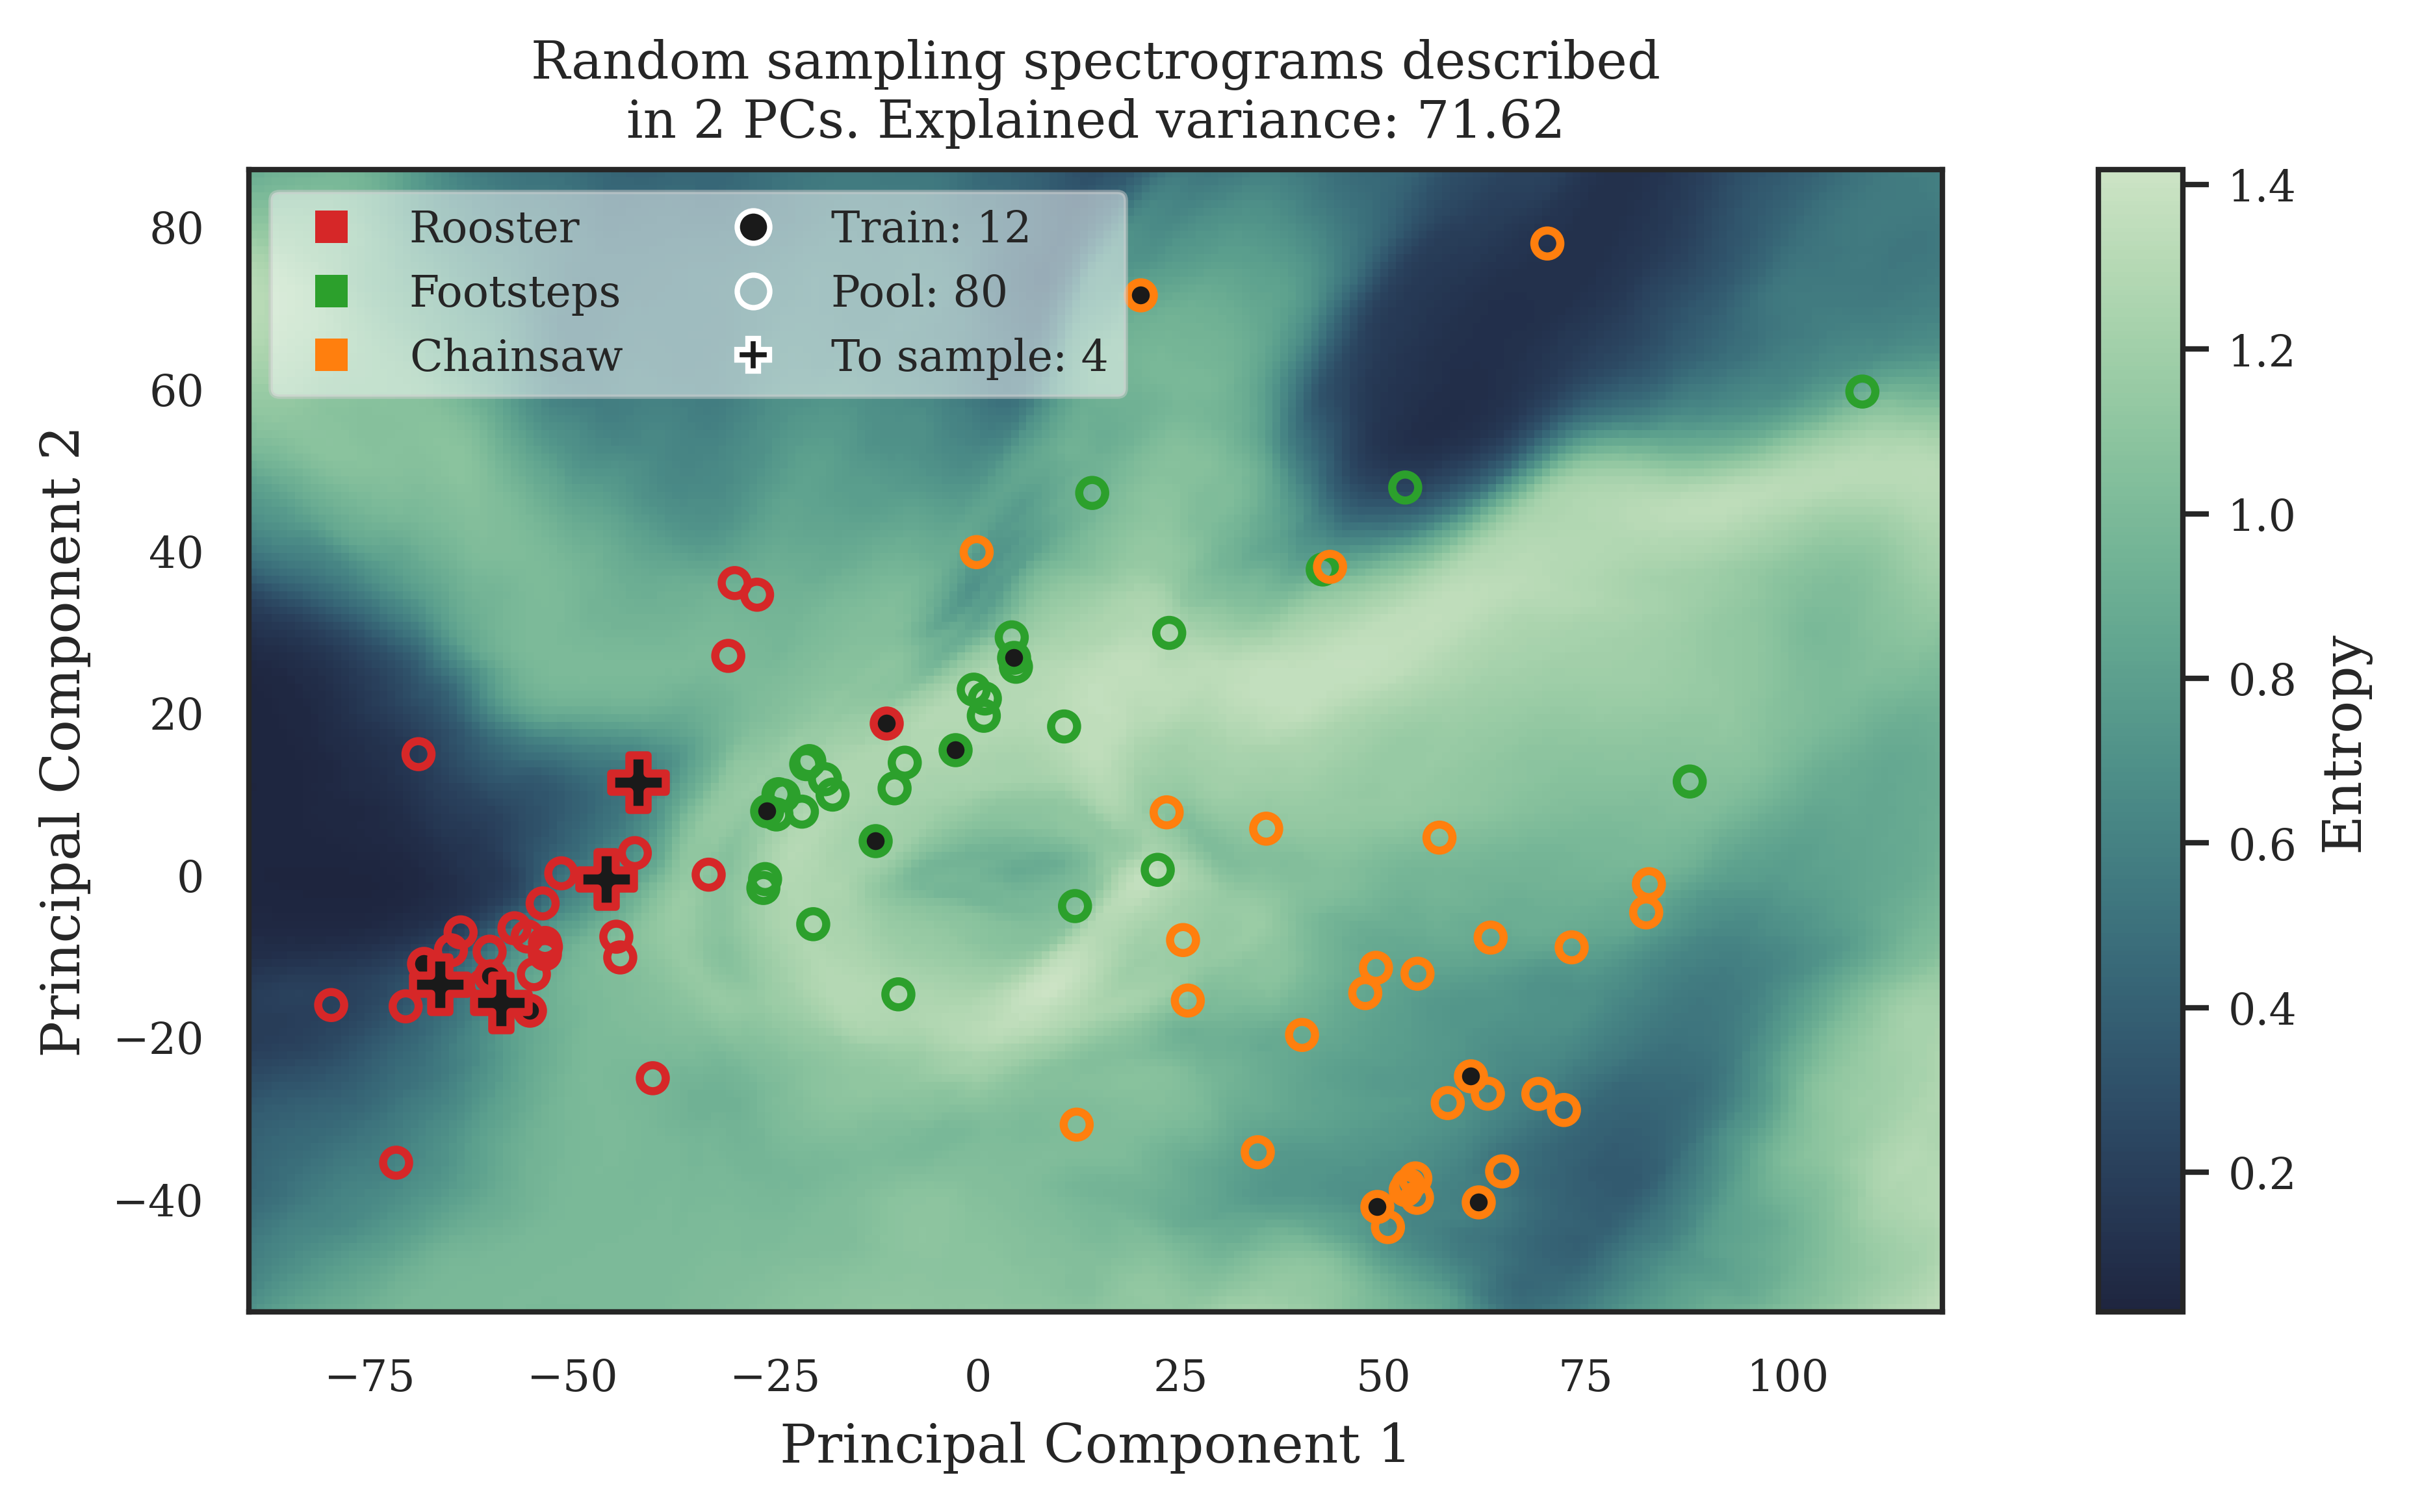 Random sampling spectrograms described
in 2 PCs. Explained variance: 71.62
Rooster
Footsteps
Chainsaw
Train: 12
Pool: 80
To sample: 4
80
60
40
20
0
−20
−40
Principal Component 2
−75
−50
−25
0
25
50
75
100
Principal Component 1
1.4
1.2
1.0
0.8
0.6
0.4
0.2
Entropy